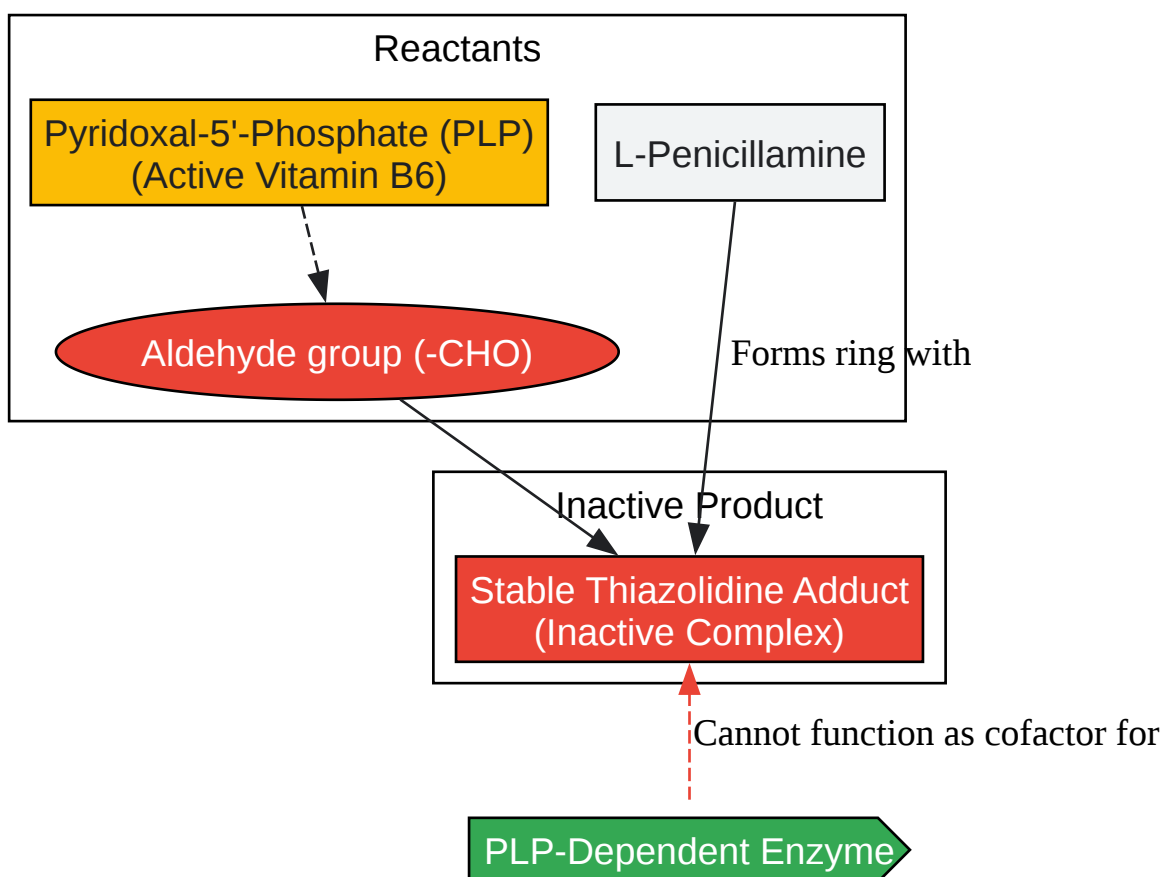 Reactants
Pyridoxal-5'-Phosphate (PLP)
(Active Vitamin B6)
L-Penicillamine
Aldehyde group (-CHO)
Forms ring with
Inactive Product
Stable Thiazolidine Adduct
(Inactive Complex)
Cannot function as cofactor for
PLP-Dependent Enzyme